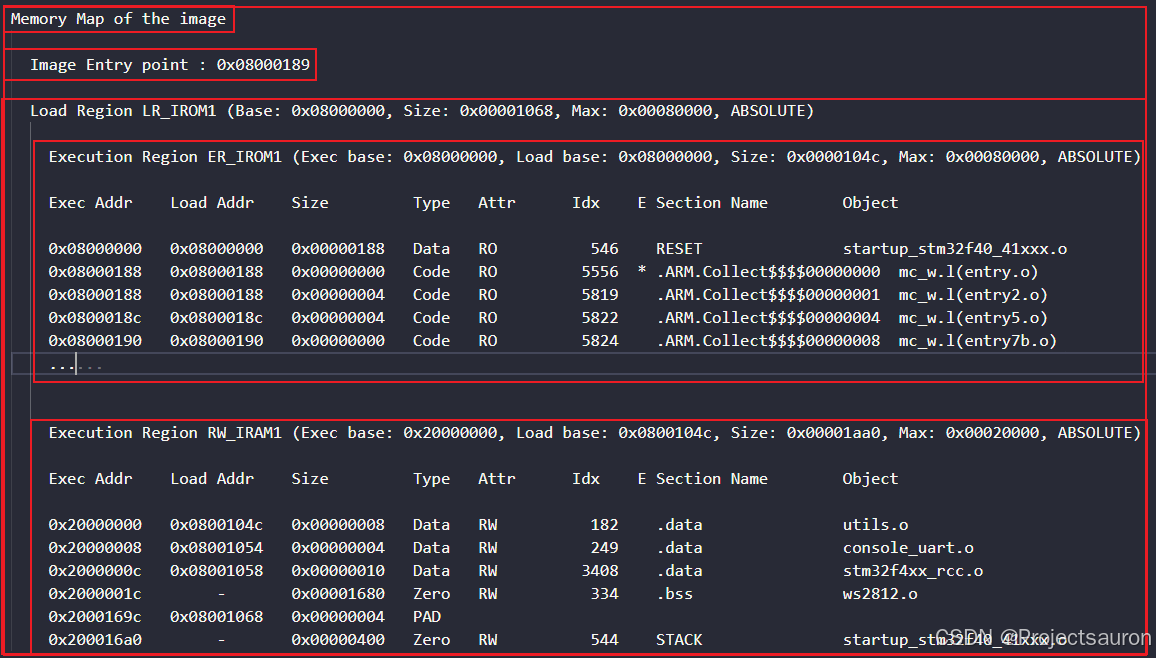 Memory Map of the image
Image Entry point : 0x08000189
Load Region LR_IROM1 (Base: 0x08000000, Size: 0x00001068, Max: 0x00080000, ABSOLUTE)
Execution Region ER_IROM1 (Exec base: 0x08000000, Load base: 0x08000000, Size: 0x0000104c, Max: 0x00080000, ABSOLUTE)
Exec Addr    Load Addr    Size         Type   Attr      Idx    E Section Name        Object
0x08000000   0x08000000   0x00000188   Data   RO          546    RESET               startup_stm32f40_41xxx.o
0x08000188   0x08000188   0x00000000   Code   RO         5556  * .ARM.Collect$$$$00000000  mc_w.l(entry.o)
0x08000188   0x08000188   0x00000004   Code   RO         5819    .ARM.Collect$$$$00000001  mc_w.l(entry2.o)
0x0800018c   0x0800018c   0x00000004   Code   RO         5822    .ARM.Collect$$$$00000004  mc_w.l(entry5.o)
0x08000190   0x08000190   0x00000000   Code   RO         5824    .ARM.Collect$$$$00000008  mc_w.l(entry7b.o)
......
Execution Region RW_IRAM1 (Exec base: 0x20000000, Load base: 0x0800104c, Size: 0x00001aa0, Max: 0x00020000, ABSOLUTE)
Exec Addr    Load Addr    Size         Type   Attr      Idx    E Section Name        Object
0x20000000   0x0800104c   0x00000008   Data   RW          182    .data               utils.o
0x20000008   0x08001054   0x00000004   Data   RW          249    .data               console_uart.o
0x2000000c   0x08001058   0x00000010   Data   RW         3408    .data               stm32f4xx_rcc.o
0x2000001c        -       0x00001680   Zero   RW          334    .bss                ws2812.o
0x2000169c   0x08001068   0x00000004   PAD
0x200016a0        -       0x00000400   Zero   RW          544    STACK               startup_stm32f40_41xxx.o
CSDN @Projectsauron